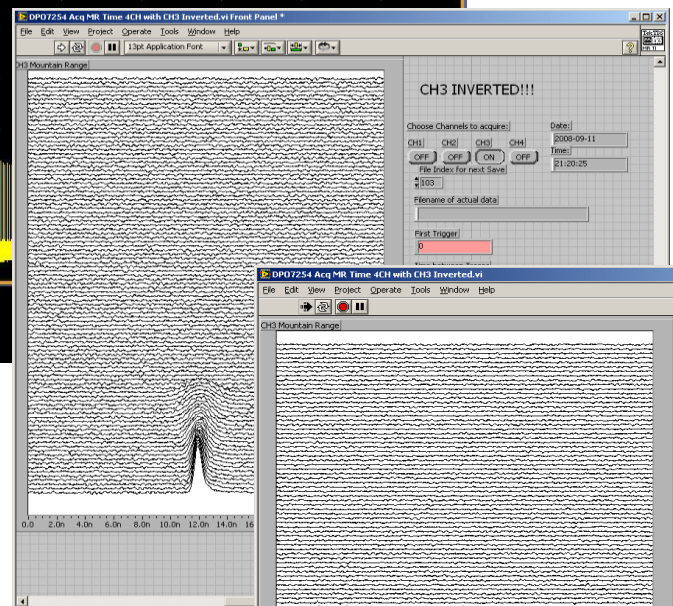 DPO7254 Acq MR Time 4CH with CH3 Inverted.vi Front Panel *
File Edit View Project Operate Tools Window Help
13pt Application Font
CH3 Mountain Range
CH3 INVERTED!!!
Choose Channels to acquire:
Date:
CH1 CH2 CH3 CH4
2008-09-11
OFF OFF ON OFF
Time:
21:20:25
File Index for next Save
103
Filename of actual data
First Trigger
0
DPO7254 Acq MR Time 4CH with CH3 Inverted.vi
File Edit View Project Operate Tools Window Help
CH3 Mountain Range
0.0 2.0n 4.0n 6.0n 8.0n 10.0n 12.0n 14.0n 16